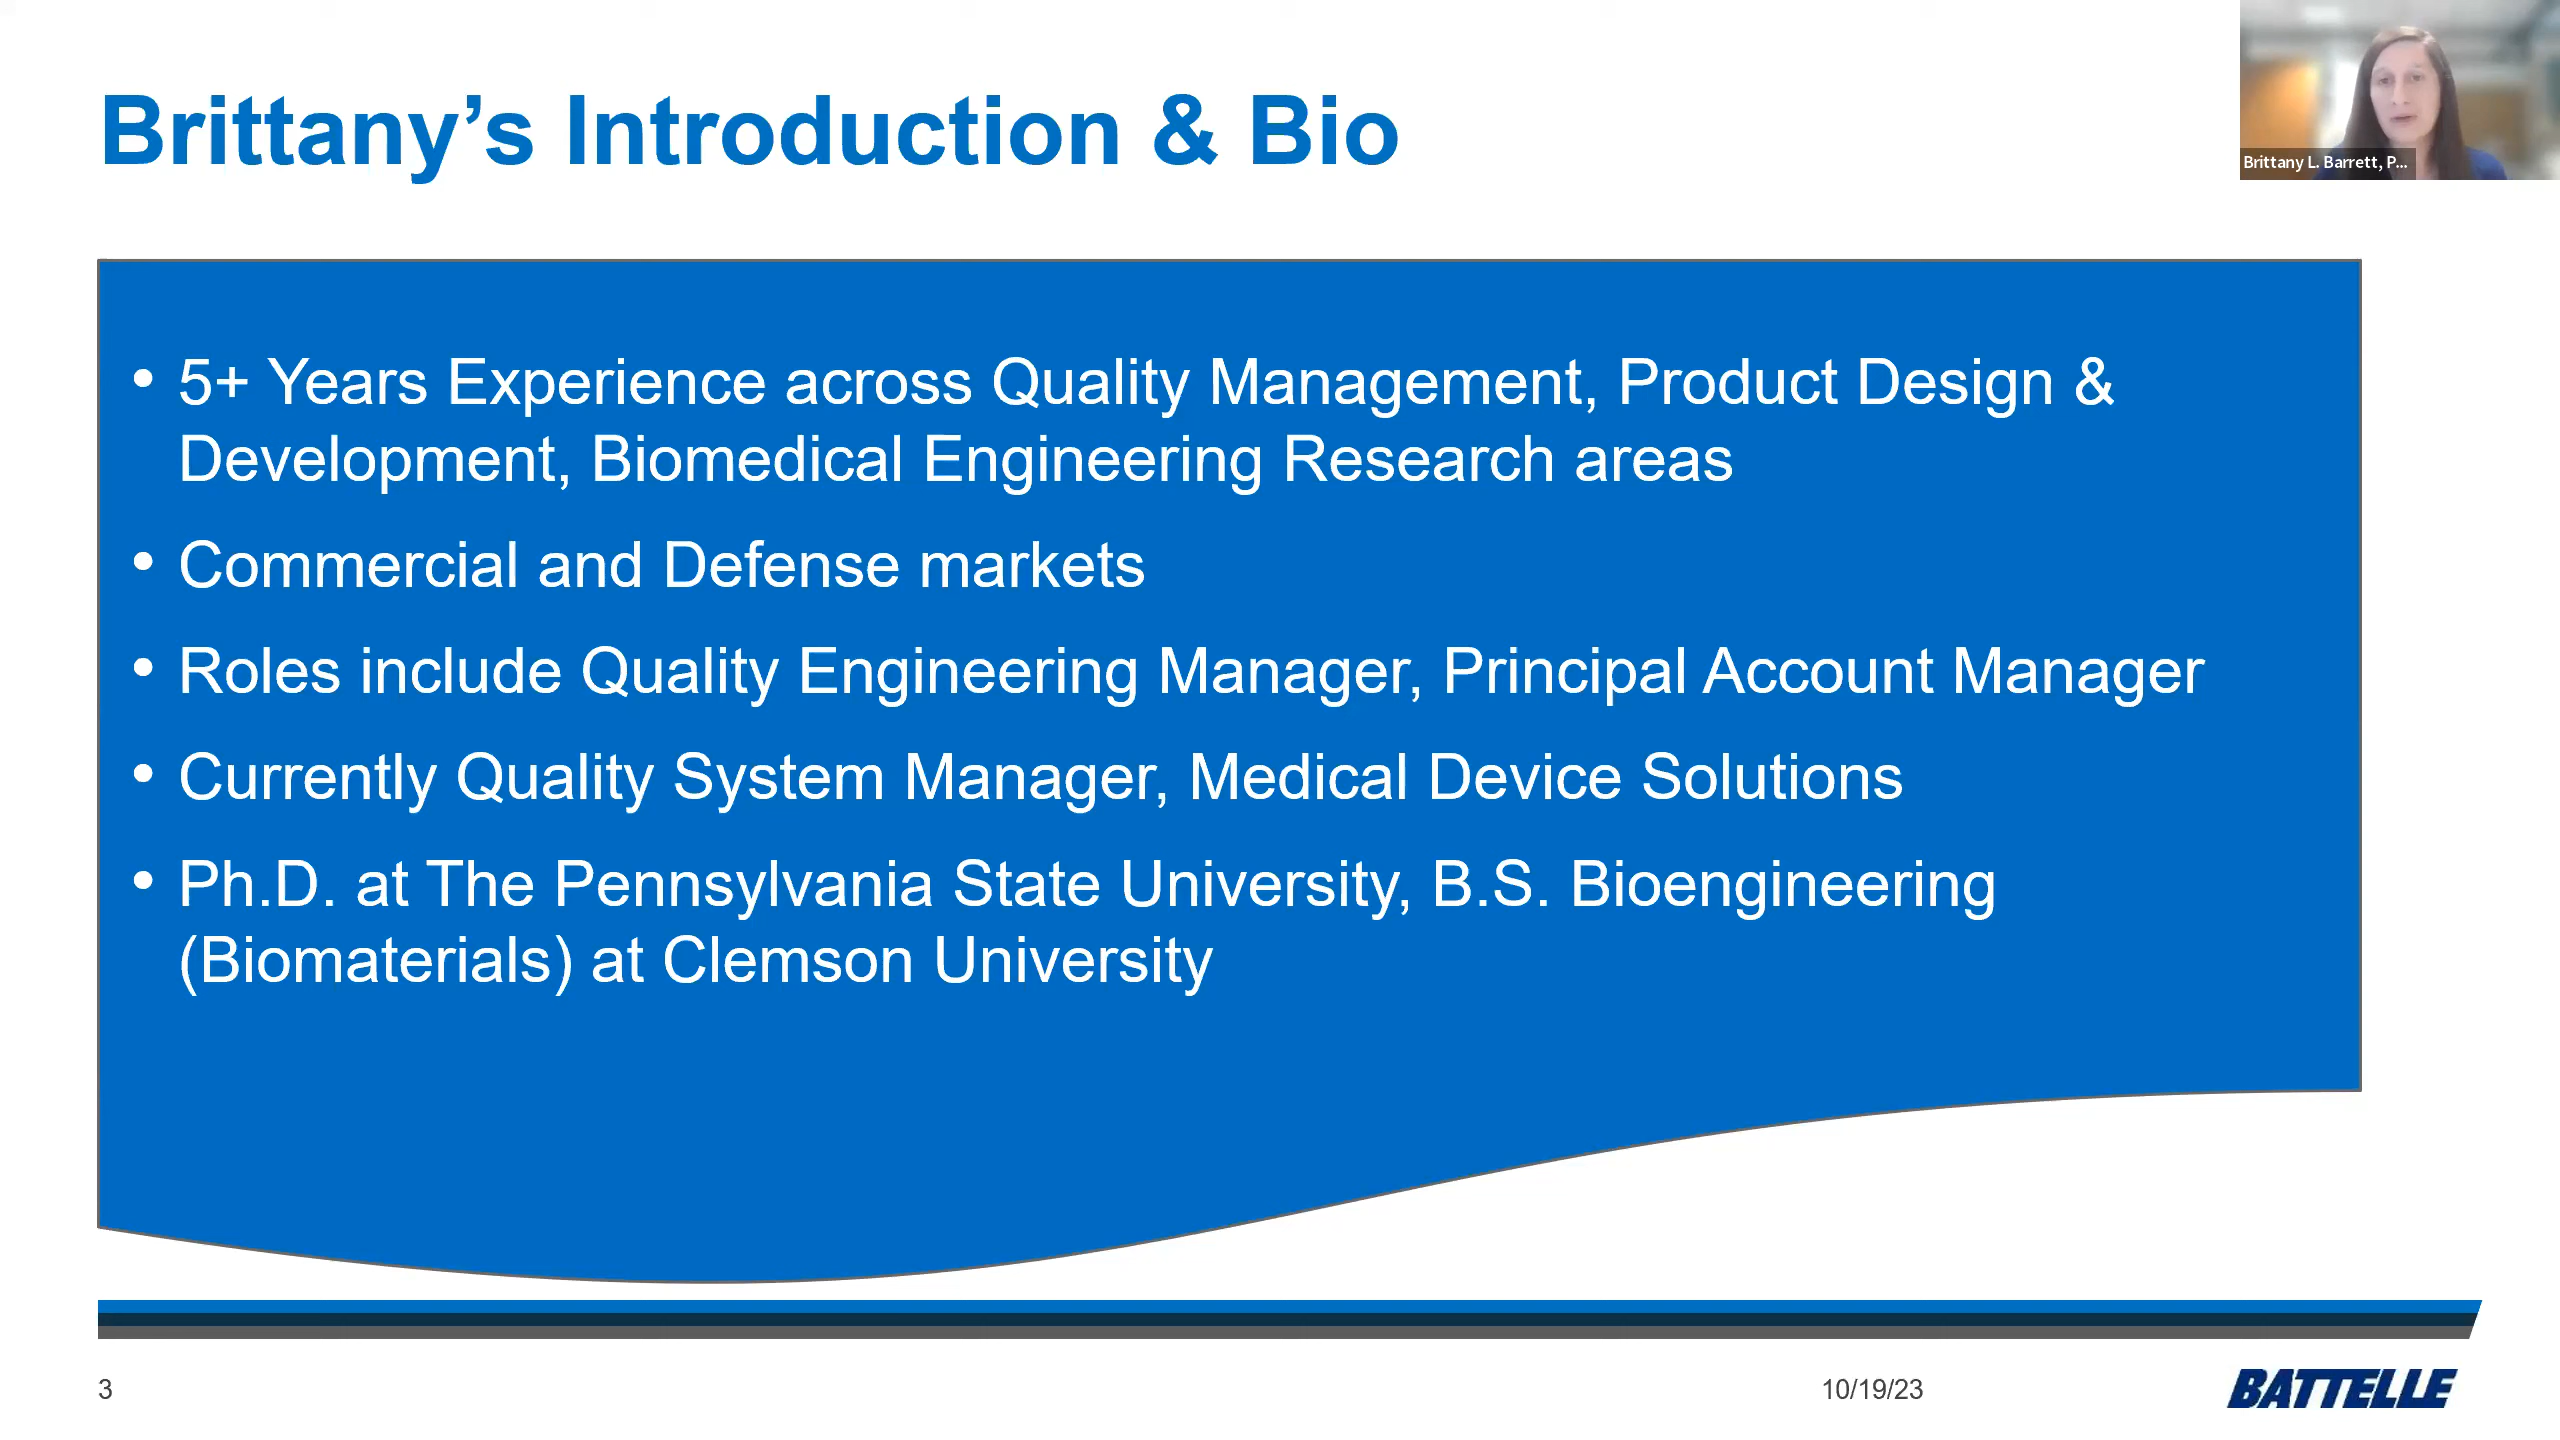 Brittany’s Introduction & Bio
Brittany L. Barrett, P...
• 5+ Years Experience across Quality Management, Product Design &
Development, Biomedical Engineering Research areas
• Commercial and Defense markets
• Roles include Quality Engineering Manager, Principal Account Manager
• Currently Quality System Manager, Medical Device Solutions
• Ph.D. at The Pennsylvania State University, B.S. Bioengineering
(Biomaterials) at Clemson University
3
10/19/23
BATTELLE